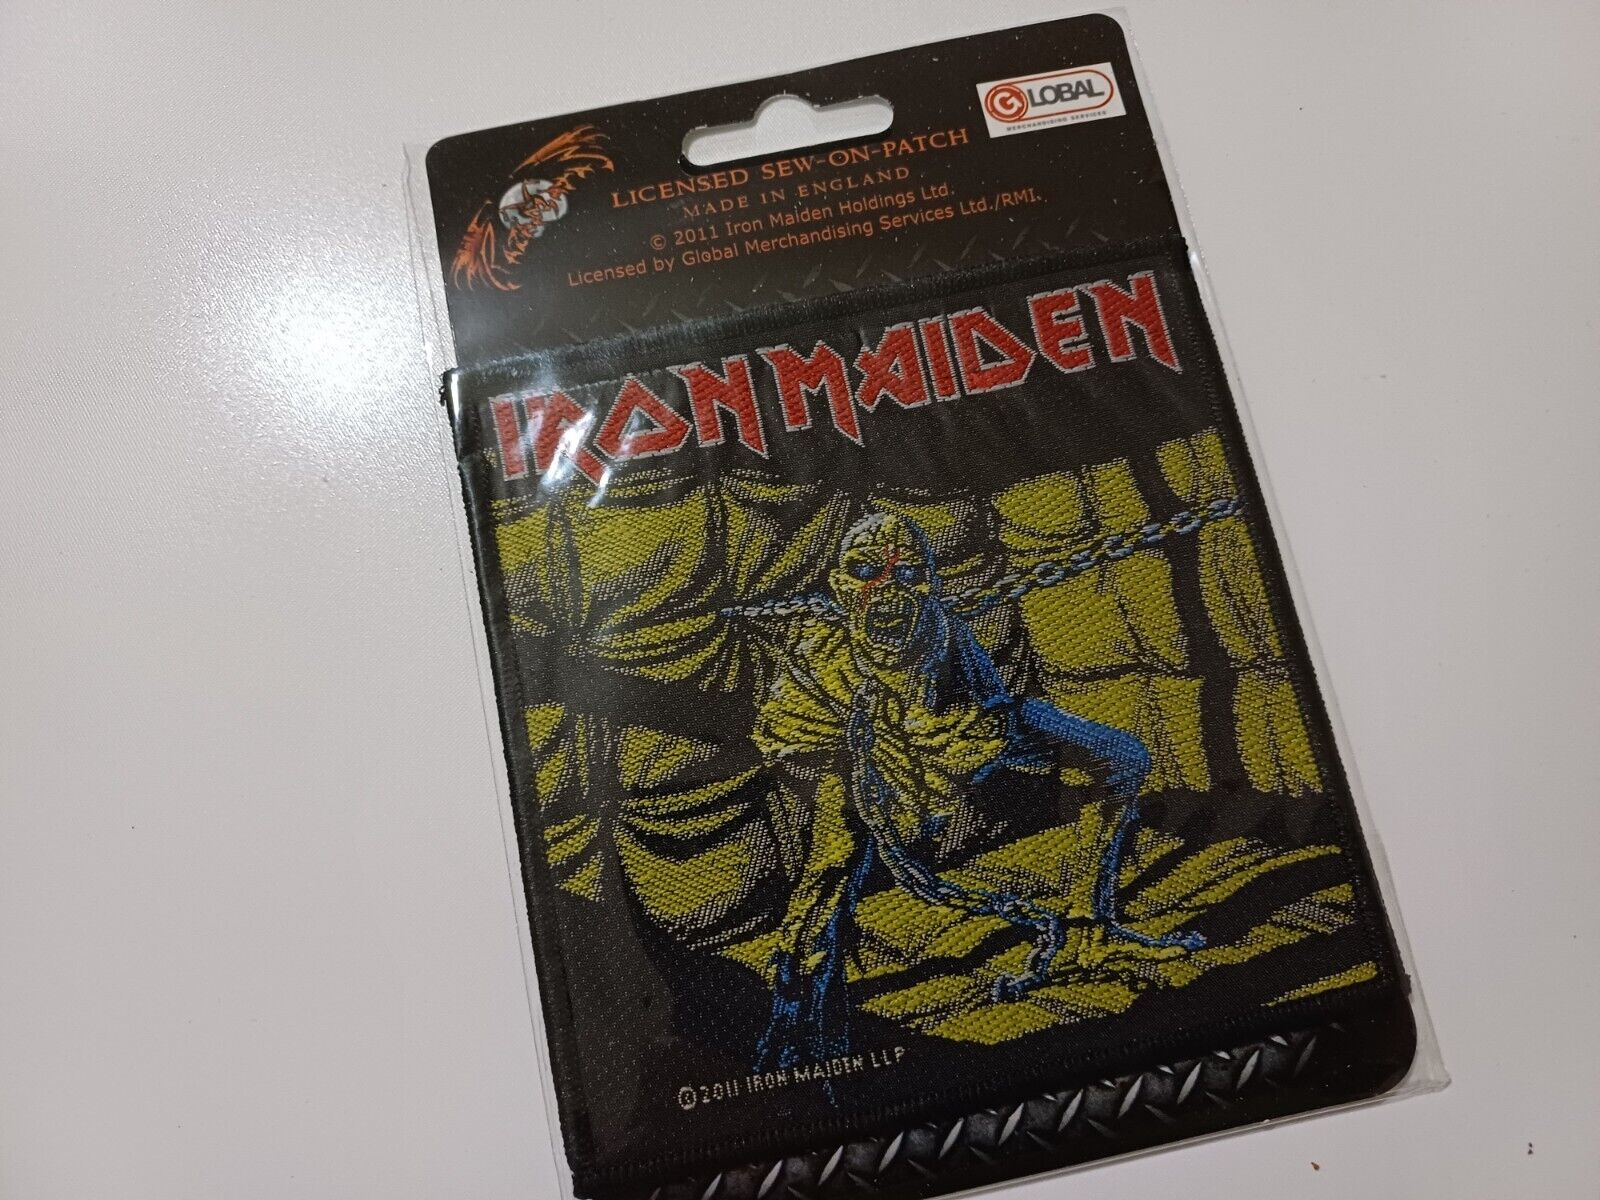 GLOBAL
MERCHANDISING SERVICES
LICENSED SEW-ON-PATCH
MADE IN ENGLAND
© 2011 Iron Maiden Holdings Ltd.
Licensed by Global Merchandising Services Ltd./RMI.
IRON MAIDEN
©2011 IRON MAIDEN LLP